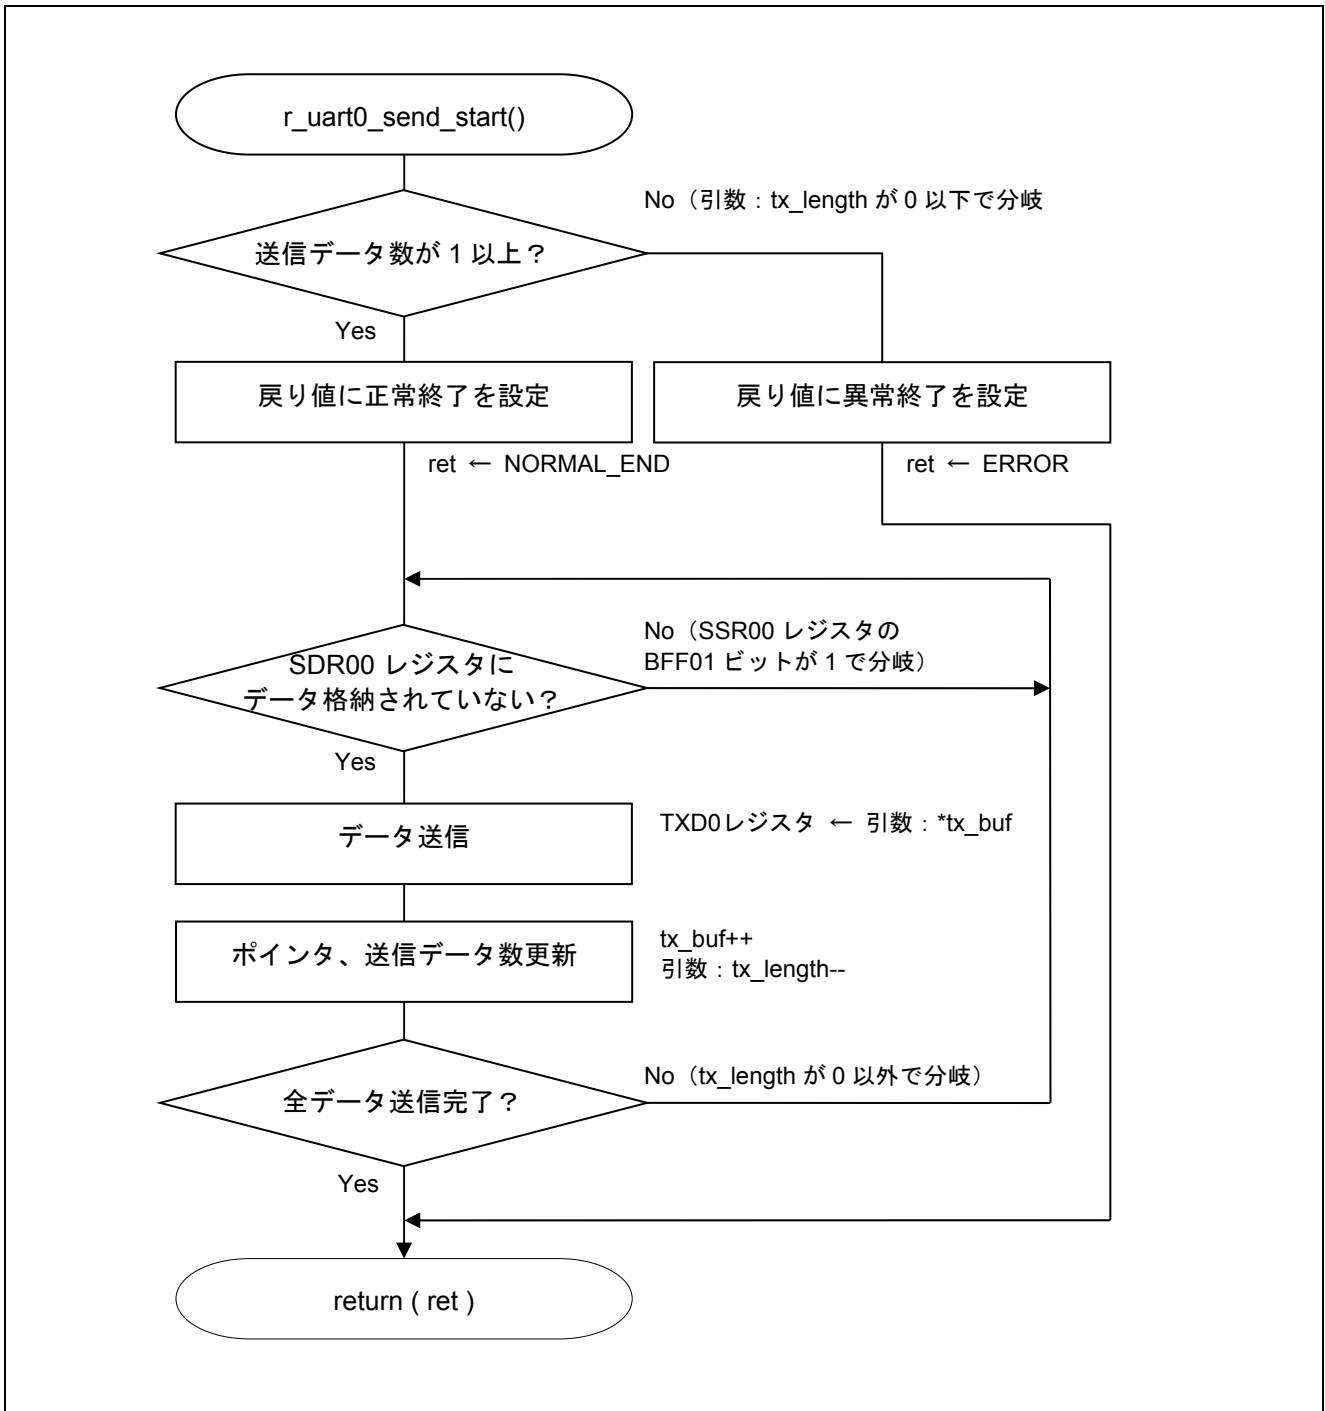 r_uart0_send_start()
No（引数：tx_length が 0 以下で分岐
送信データ数が 1 以上？
Yes
戻り値に正常終了を設定
戻り値に異常終了を設定
ret ← NORMAL_END
ret ← ERROR
No（SSR00 レジスタの
BFF01 ビットが 1 で分岐）
SDR00 レジスタに
データ格納されていない？
Yes
データ送信
TXD0レジスタ ← 引数：*tx_buf
ポインタ、送信データ数更新
tx_buf++
引数：tx_length--
No（tx_length が 0 以外で分岐）
全データ送信完了？
Yes
return ( ret )